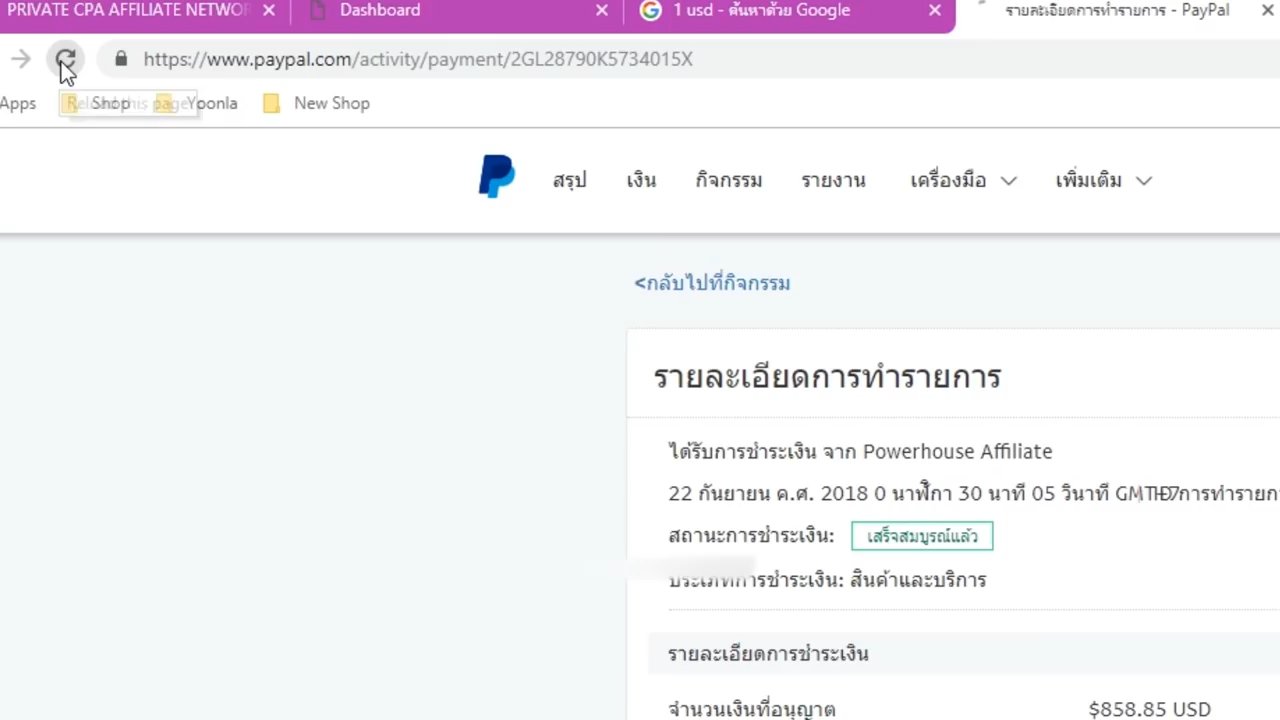 PRIVATE CPA AFFILIATE NETWOR
Dashboard
1 usd - ค้นหาด้วย Google
รายละเอียดการทำรายการ - PayPal
https://www.paypal.com/activity/payment/2GL28790K5734015X
Apps
Shop
Yponla
New Shop
Reload this page
สรุป
เงิน
กิจกรรม
รายงาน
เครื่องมือ
เพิ่มเติม
<กลับไปที่กิจกรรม
รายละเอียดการทำรายการ
ได้รับการชำระเงิน จาก Powerhouse Affiliate
22 กันยายน ค.ศ. 2018 0 นาฬิกา 30 นาที 05 วินาที
สถานะการชำระเงิน: เสร็จสมบูรณ์แล้ว
ประเภทการชำระเงิน: สินค้าและบริการ
รายละเอียดการชำระเงิน
จำนวนเงินที่อนุญาต $858.85 USD